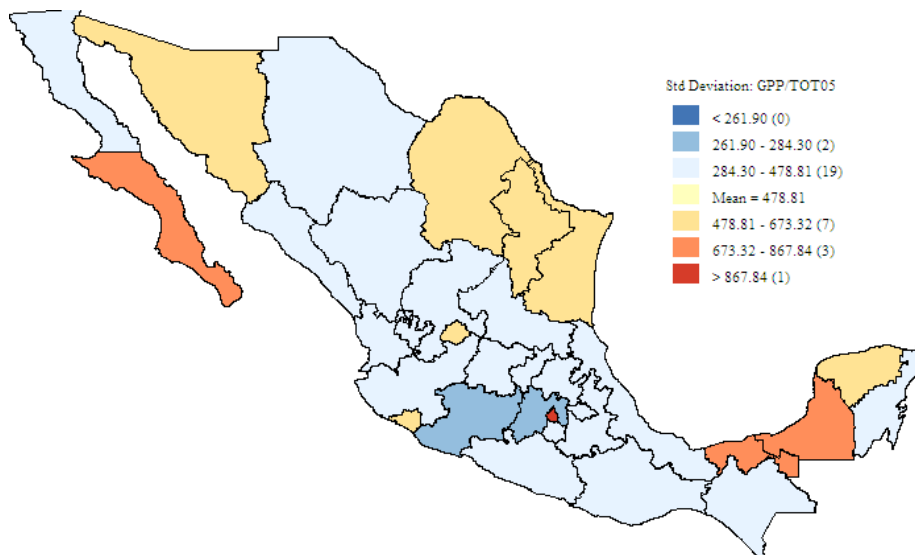 Std Deviation: GPP/TOT05
< 261.90 (0)
261.90 - 284.30 (2)
284.30 - 478.81 (19)
Mean = 478.81
478.81 - 673.32 (7)
673.32 - 867.84 (3)
> 867.84 (1)